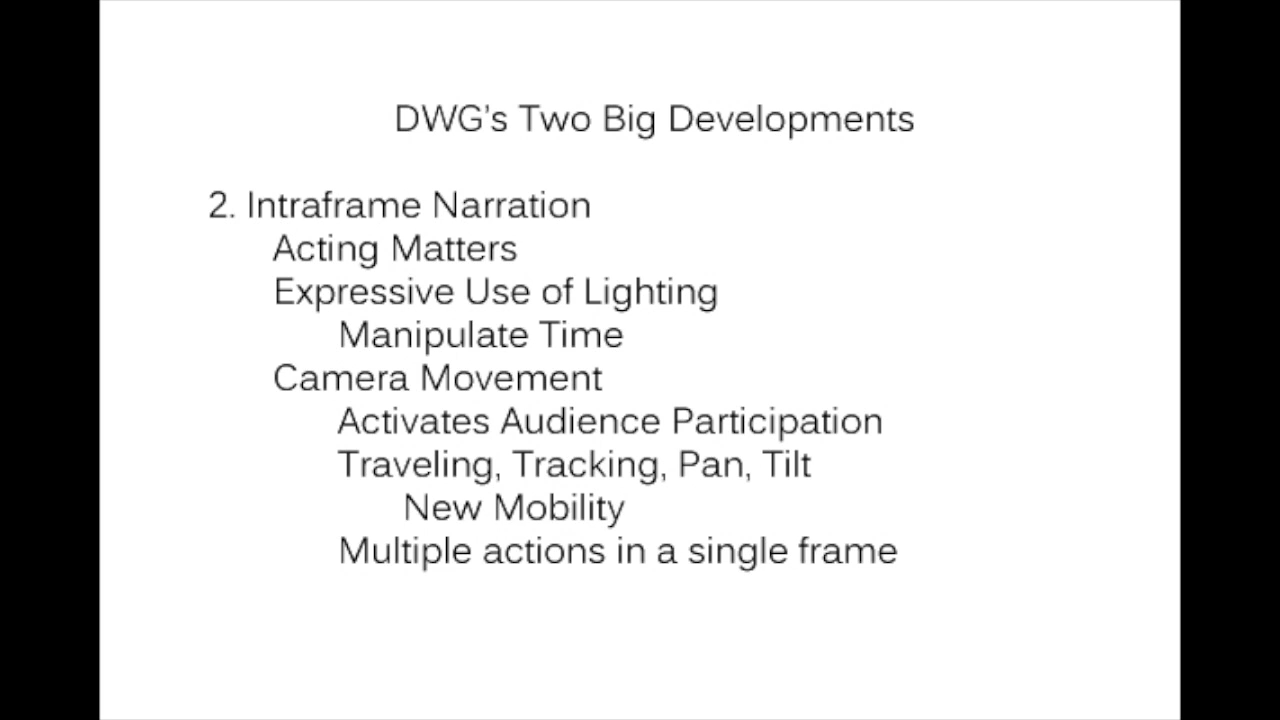 DWG's Two Big Developments
2. Intraframe Narration
Acting Matters
Expressive Use of Lighting
Manipulate Time
Camera Movement
Activates Audience Participation
Traveling, Tracking, Pan, Tilt
New Mobility
Multiple actions in a single frame